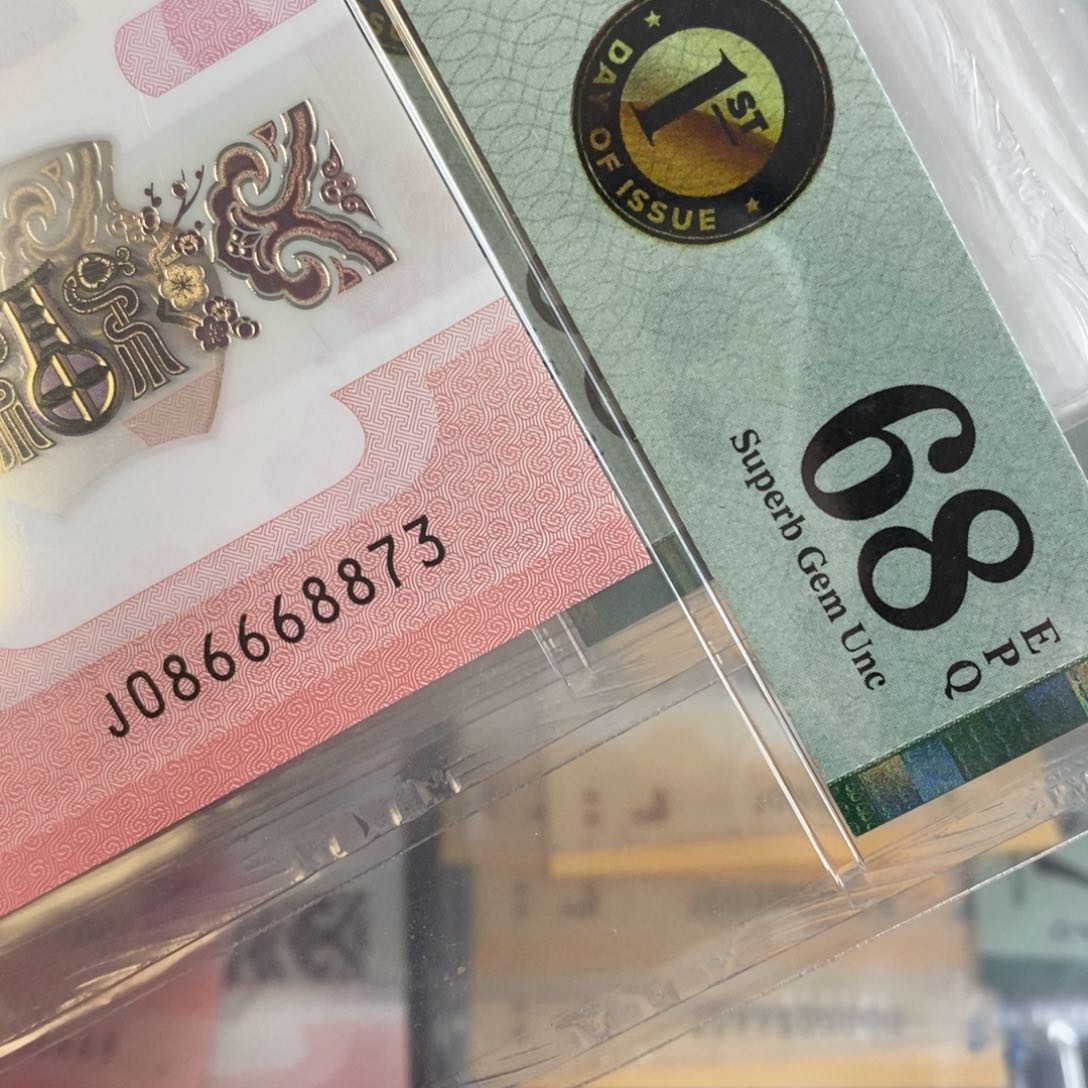 J086668873
1ST
DAY OF ISSUE
68
Superb Gem Unc
EPQ